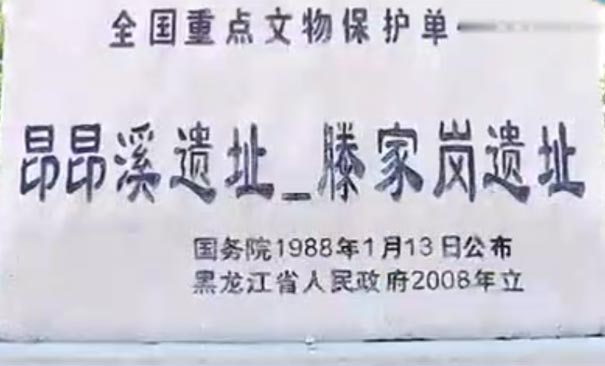 全国重点文物保护单
昂昂溪遗址_滕家岗遗址
国务院1988年1月13日公布
黑龙江省人民政府2008年立